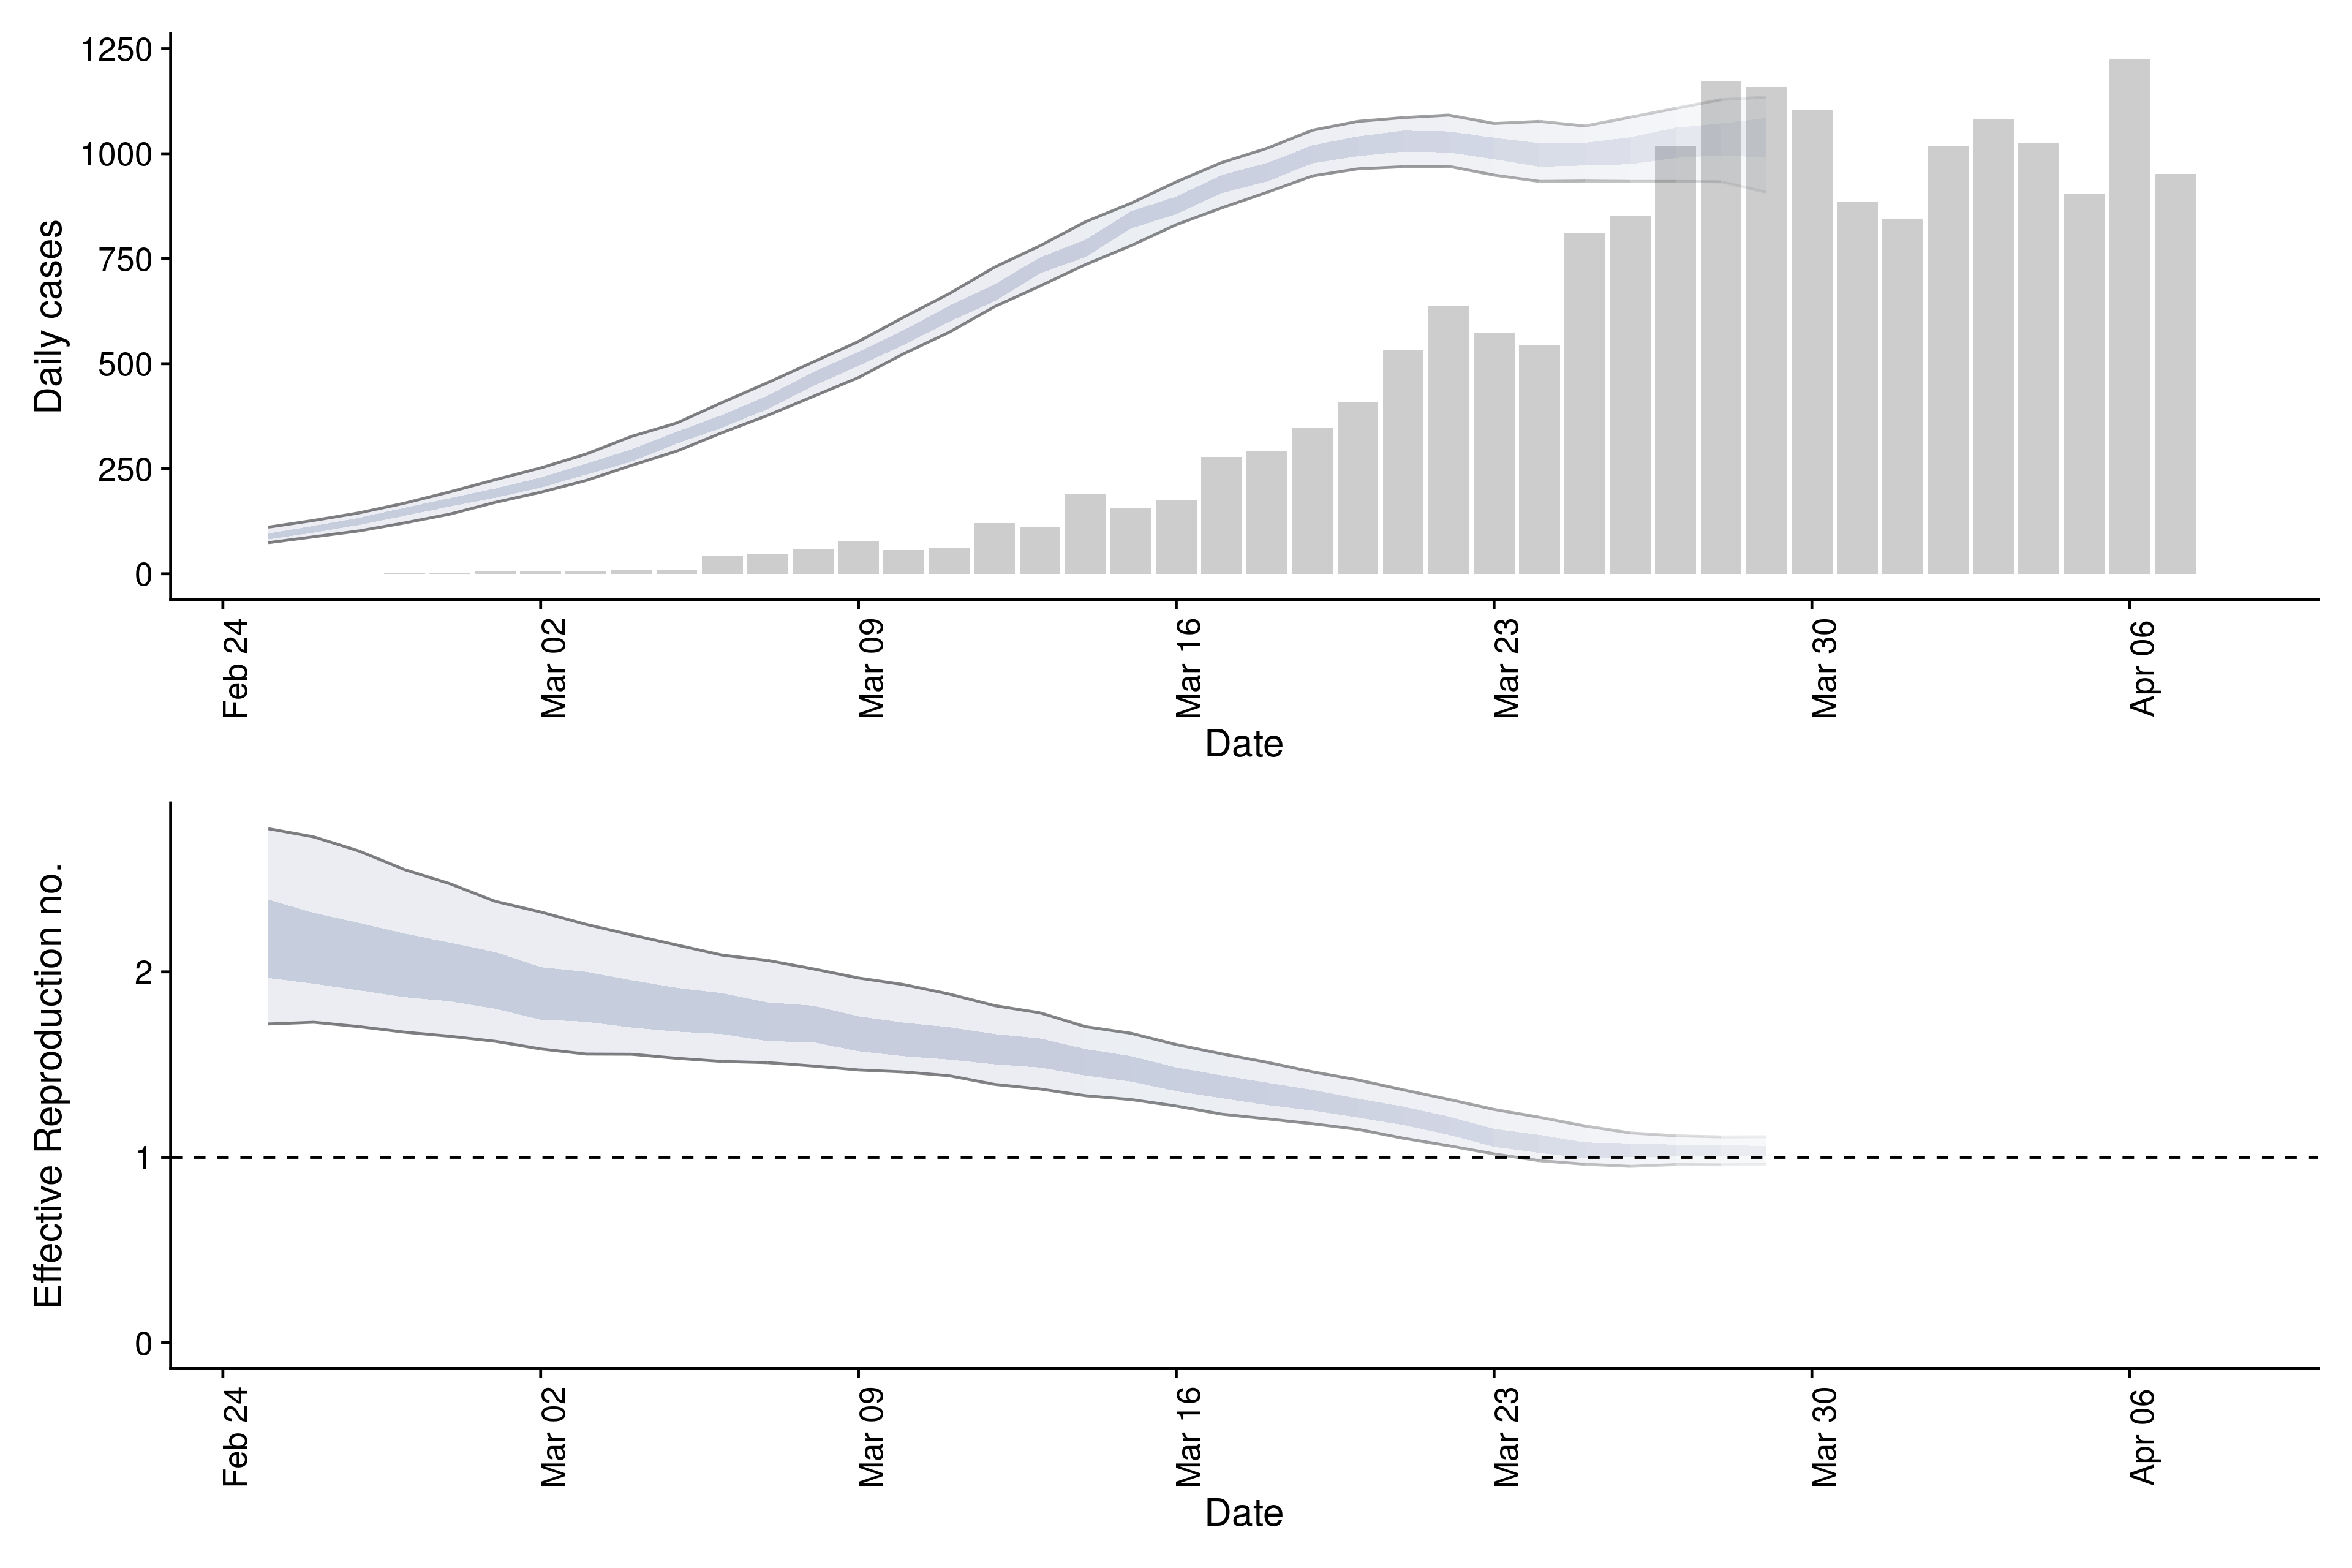 Daily cases
1250
1000
750
500
250
0
Feb 24
Mar 02
Mar 09
Mar 16
Mar 23
Mar 30
Apr 06
Date
Effective Reproduction no.
2
1
0
Feb 24
Mar 02
Mar 09
Mar 16
Mar 23
Mar 30
Apr 06
Date